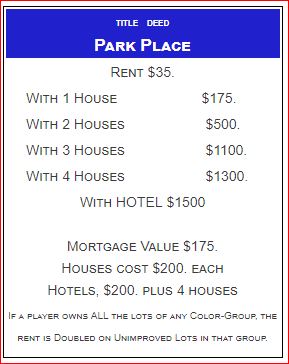 TITLE DEED
PARK PLACE
RENT $35.
WITH 1 HOUSE $175.
WITH 2 HOUSES $500.
WITH 3 HOUSES $1100.
WITH 4 HOUSES $1300.
WITH HOTEL $1500
MORTGAGE VALUE $175.
HOUSES COST $200. EACH
HOTELS, $200. PLUS 4 HOUSES
IF A PLAYER OWNS ALL THE LOTS OF ANY COLOR-GROUP, THE
RENT IS DOUBLED ON UNIMPROVED LOTS IN THAT GROUP.